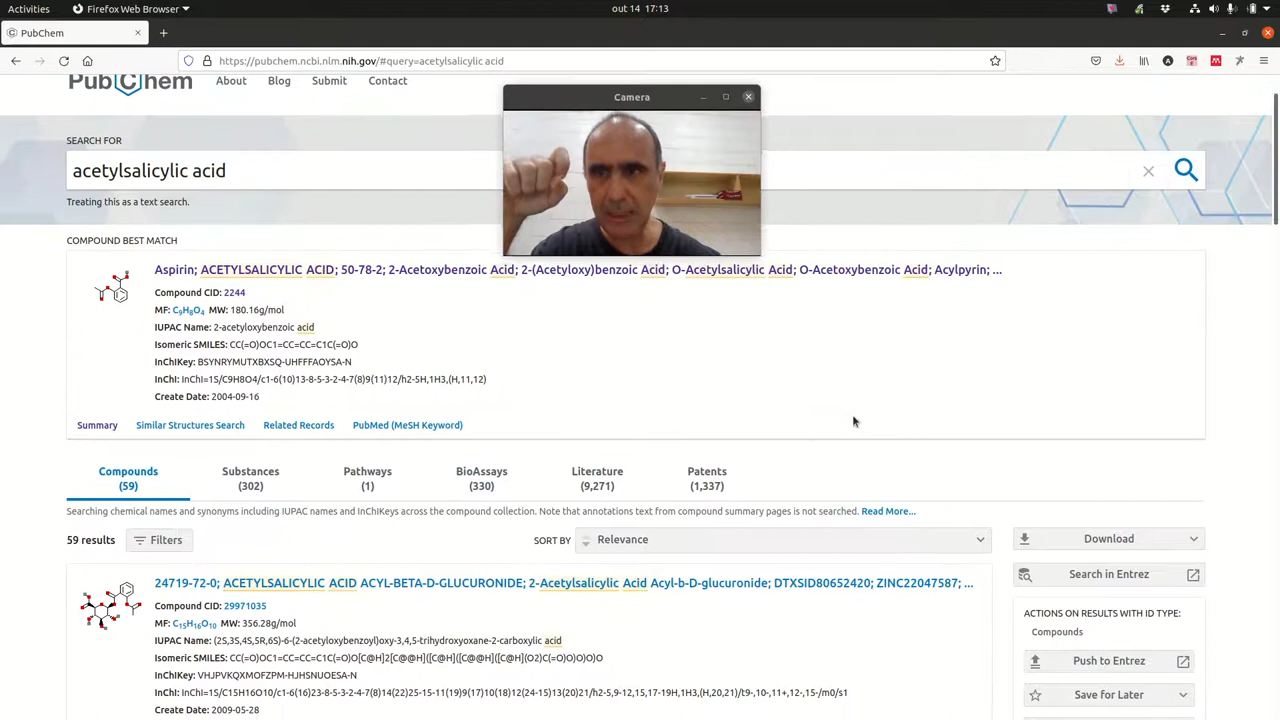 Activities
Firefox Web Browser
out 14 17:13
PubChem
https://pubchem.ncbi.nlm.nih.gov/#query=acetylsalicylic acid
PubChem
About
Blog
Submit
Contact
Camera
SEARCH FOR
acetylsalicylic acid
Treating this as a text search.
COMPOUND BEST MATCH
Aspirin; ACETYLSALICYLIC ACID; 50-78-2; 2-Acetoxybenzoic Acid; 2-(Acetyloxy)benzoic Acid; O-Acetylsalicylic Acid; O-Acetoxybenzoic Acid; Acylpyrin; ...
Compound CID: 2244
MF: C₉H₈O₄ MW: 180.16g/mol
IUPAC Name: 2-acetyloxybenzoic acid
Isomeric SMILES: CC(=O)OC1=CC=CC=C1C(=O)O
InChIKey: BSYNRYMUTXBXSQ-UHFFFAOYSA-N
InChI: InChI=1S/C9H8O4/c1-6(10)13-8-5-3-2-4-7(8)9(11)12/h2-5H,1H3,(H,11,12)
Create Date: 2004-09-16
Summary
Similar Structures Search
Related Records
PubMed (MeSH Keyword)
Compounds
(59)
Substances
(302)
Pathways
(1)
BioAssays
(330)
Literature
(9,271)
Patents
(1,337)
Searching chemical names and synonyms including IUPAC names and InChIKeys across the compound collection. Note that annotations text from compound summary pages is not searched. Read More...
59 results
Filters
SORT BY
Relevance
Download
24719-72-0; ACETYLSALICYLIC ACID ACYL-BETA-D-GLUCURONIDE; 2-Acetylsalicylic Acid Acyl-b-D-glucuronide; DTXSID80652420; ZINC22047587; ...
Compound CID: 29971035
MF: C₁₅H₁₆O₁₀ MW: 356.28g/mol
IUPAC Name: (2S,3S,4S,5R,6S)-6-(2-acetyloxybenzoyl)oxy-3,4,5-trihydroxyoxane-2-carboxylic acid
Isomeric SMILES: CC(=O)OC1=CC=CC=C1C(=O)O[C@H]2[C@@H]([C@H]([C@@H]([C@H](O2)C(=O)O)O)O)O
InChIKey: VHJPVKQXMOFZPM-HJHSNUOESA-N
InChI: InChI=1S/C15H16O10/c1-6(16)23-8-5-3-2-4-7(8)14(22)25-15-11(19)9(17)10(18)12(24-15)13(20)21/h2-5,9-12,15,17-19H,1H3,(H,20,21)/t9-,10-,11+,12-,15-/m0/s1
Create Date: 2009-05-28
Search in Entrez
ACTIONS ON RESULTS WITH ID TYPE:
Compounds
Push to Entrez
Save for Later